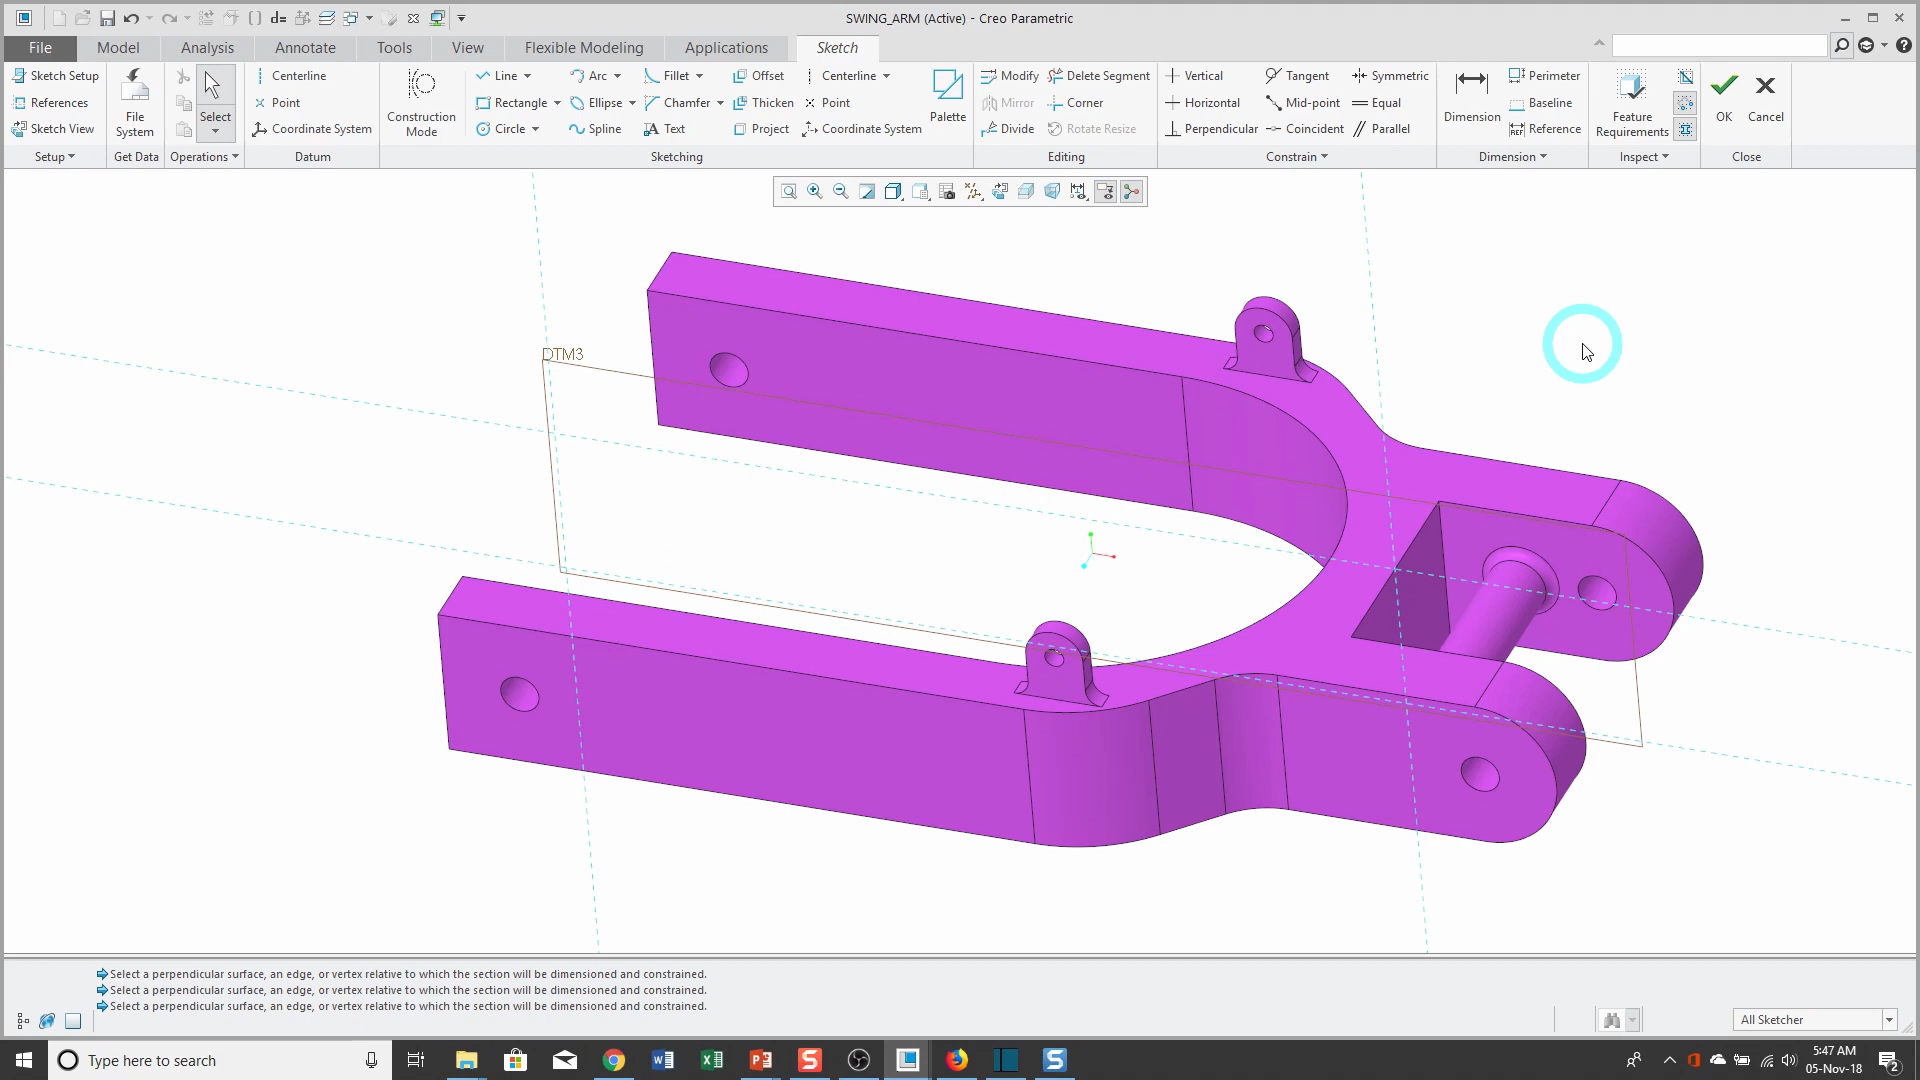 SWING_ARM (Active) - Creo Parametric
File Model Analysis Annotate Tools View Flexible Modeling Applications Sketch
Sketch Setup
References
Sketch View
Setup
File System
Get Data
Select
Operations
Centerline
Point
Coordinate System
Datum
Construction Mode
Line Arc Fillet Offset Centerline
Rectangle Ellipse Chamfer Thicken Point
Circle Spline Text Project Coordinate System
Palette
Sketching
Modify Delete Segment
Mirror Corner
Divide Rotate Resize
Editing
Vertical Tangent Symmetric
Horizontal Mid-point Equal
Perpendicular Coincident Parallel
Constrain
Dimension
Perimeter
Baseline
Reference
Dimension
Feature Requirements
Inspect
OK
Cancel
Close
DTM3
Select a perpendicular surface, an edge, or vertex relative to which the section will be dimensioned and constrained.
Select a perpendicular surface, an edge, or vertex relative to which the section will be dimensioned and constrained.
Select a perpendicular surface, an edge, or vertex relative to which the section will be dimensioned and constrained.
All Sketcher
Type here to search
5:47 AM
05-Nov-18
2